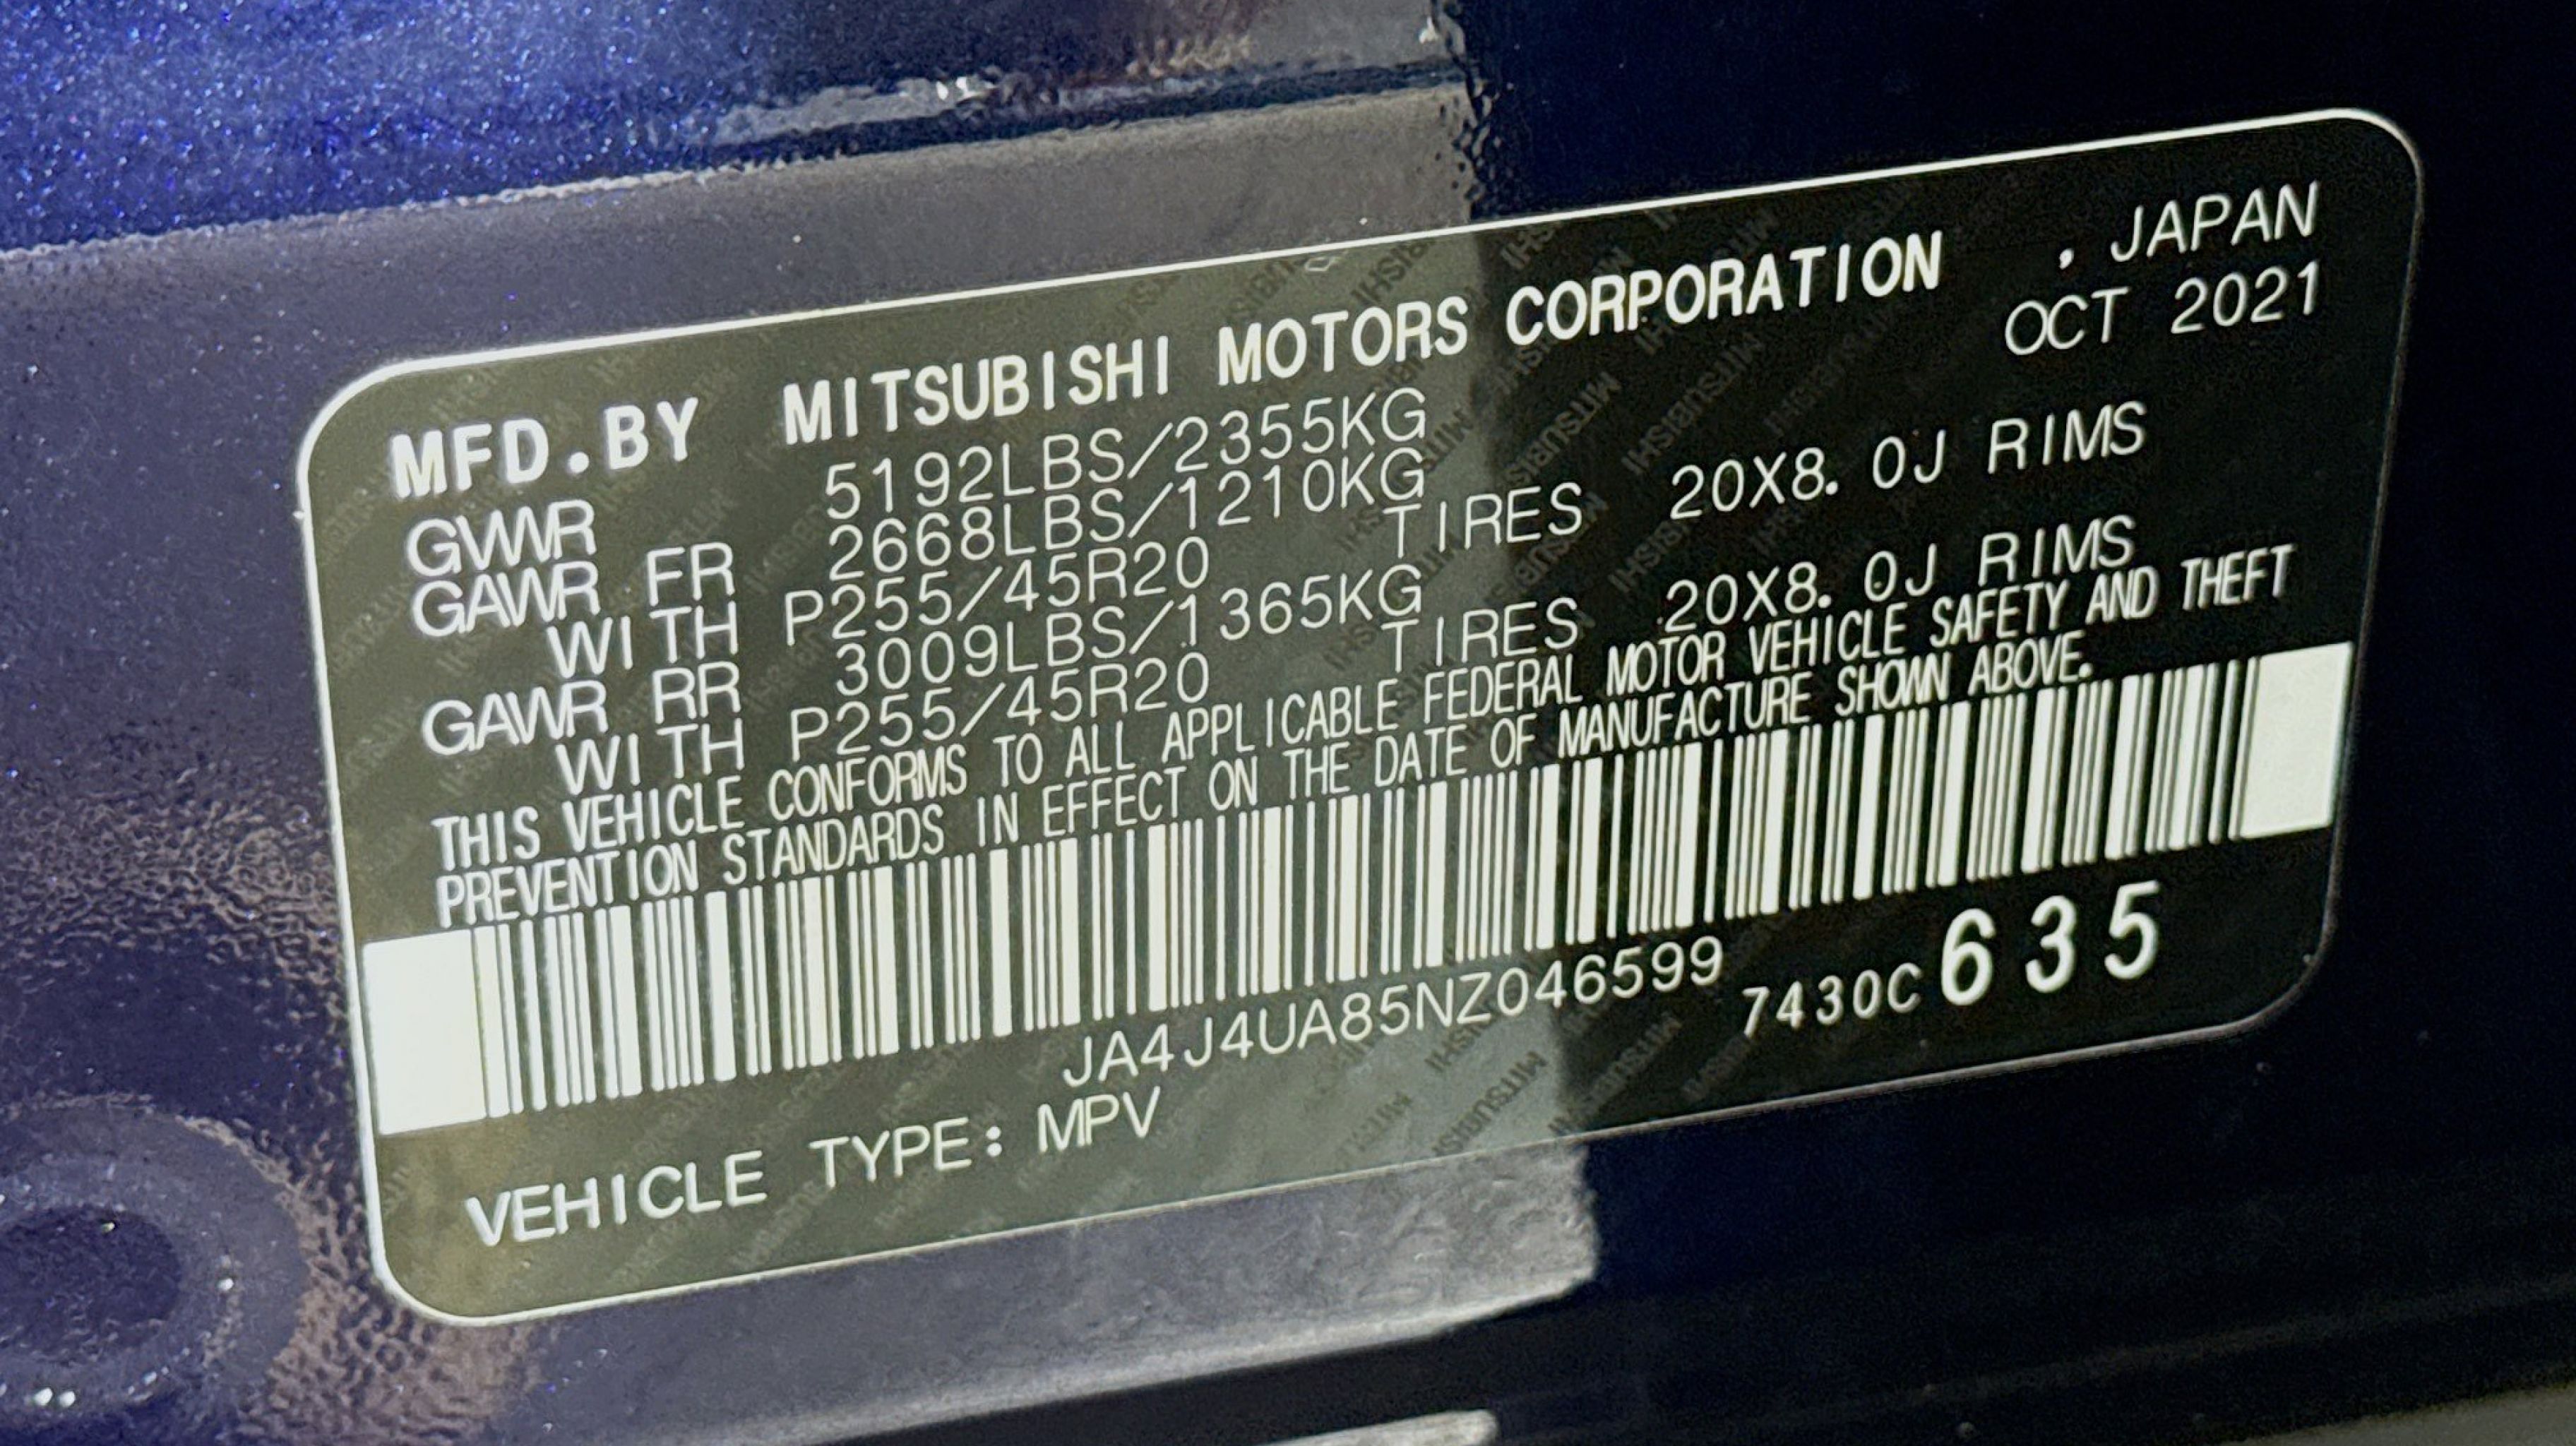 MFD.BY MITSUBISHI MOTORS CORPORATION , JAPAN
OCT 2021
GVWR 5192LBS/2355KG
GAWR FR 2668LBS/1210KG
WITH P255/45R20 TIRES 20X8.0J RIMS
GAWR RR 3009LBS/1365KG
WITH P255/45R20 TIRES 20X8.0J RIMS
THIS VEHICLE CONFORMS TO ALL APPLICABLE FEDERAL MOTOR VEHICLE SAFETY AND THEFT
PREVENTION STANDARDS IN EFFECT ON THE DATE OF MANUFACTURE SHOWN ABOVE.
JA4J4UA85NZ046599 7430C635
VEHICLE TYPE: MPV